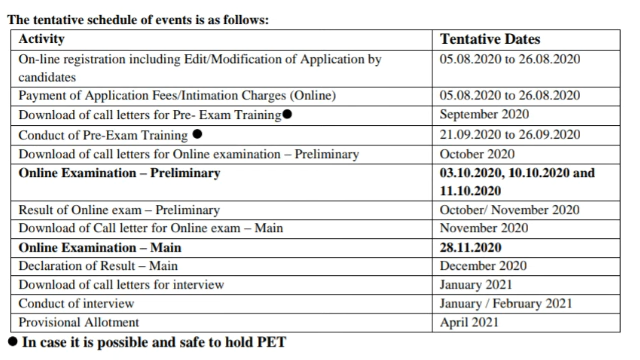 The tentative schedule of events is as follows:
Activity Tentative Dates
On-line registration including Edit/Modification of Application by 05.08.2020 to 26.08.2020
candidates
Payment of Application Fees/Intimation Charges (Online) 05.08.2020 to 26.08.2020
Download of call letters for Pre- Exam Training● September 2020
Conduct of Pre-Exam Training ● 21.09.2020 to 26.09.2020
Download of call letters for Online examination – Preliminary October 2020
Online Examination – Preliminary 03.10.2020, 10.10.2020 and
11.10.2020
Result of Online exam – Preliminary October/ November 2020
Download of Call letter for Online exam – Main November 2020
Online Examination – Main 28.11.2020
Declaration of Result – Main December 2020
Download of call letters for interview January 2021
Conduct of interview January / February 2021
Provisional Allotment April 2021
● In case it is possible and safe to hold PET